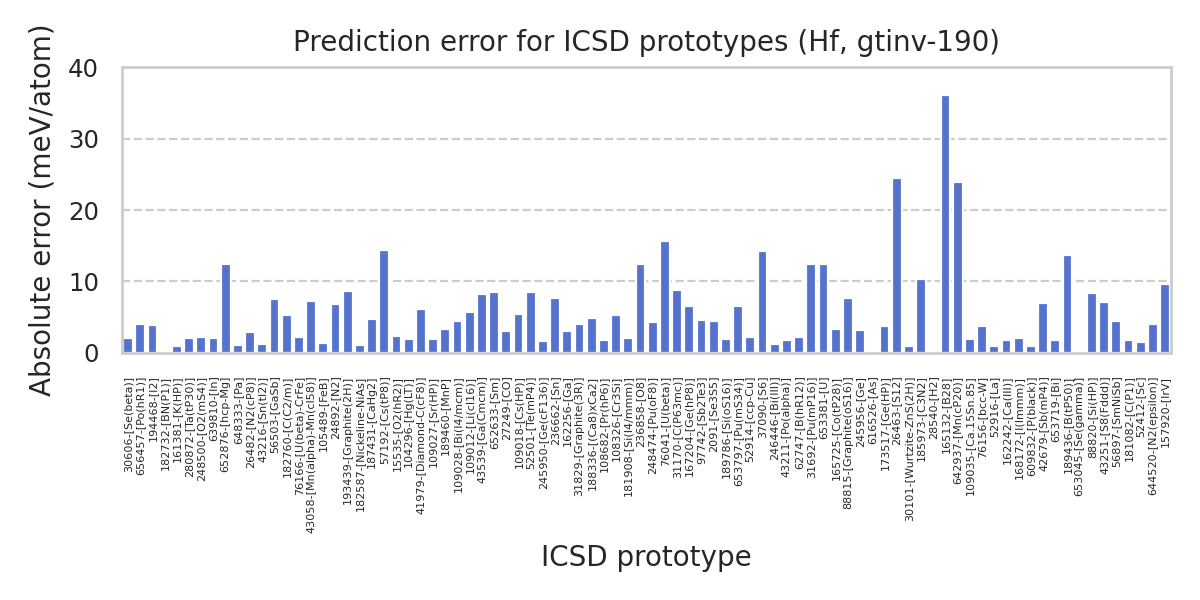 Prediction error for ICSD prototypes (Hf, gtinv-190)
Absolute error (meV/atom)
40
30
20
10
0
306066-[Se(beta)]
656457-[Po(hR1)]
194468-[I2]
182732-[BN(P1)]
161381-[K(HP)]
280872-[Ta(tP30)]
248500-[O2(mS4)]
639810-[In]
652876-[hcp-Mg]
648333-[Pa]
26482-[N2(cP8)]
43216-[Sn(tI2)]
56503-[GaSb]
182760-[C(C2/m)]
76166-[U(beta)-CrFe]
43058-[Mn(alpha)-Mn(cI58)]
105489-[FeB]
24892-[N2]
193439-[Graphite(2H)]
182587-[Nickeline-NiAs]
187431-[CaHg2]
57192-[Cs(tP8)]
15535-[O2(hR2)]
104296-[Hg(LT)]
41979-[Diamond-C(cF8)]
109027-[Sr(HP)]
189460-[MnP]
109028-[Bi(I4/mcm)]
109012-[Li(cI16)]
43539-[Ga(Cmcm)]
652633-[Sm]
27249-[CO]
109018-[Cs(HP)]
52501-[Te(mP4)]
245950-[Ge(cF136)]
236662-[Sn]
162256-[Ga]
31829-[Graphite(3R)]
188336-[(Ca8)xCa2]
108682-[Pr(hP6)]
108326-[Cr3Si]
181908-[Si(I4/mmm)]
236858-[O8]
248474-[Pu(oF8)]
76041-[U(beta)]
31170-[C(P63mc)]
167204-[Ge(hP8)]
97742-[Sb2Te3]
2091-[Se3S5]
189786-[Si(oS16)]
653797-[Pu(mS34)]
52914-[ccp-Cu]
37090-[S6]
246446-[Bi(III)]
43211-[Po(alpha)]
62747-[B(hR12)]
31692-[Pu(mP16)]
653381-[U]
165725-[Co(tP28)]
88815-[Graphite(oS16)]
245956-[Ge]
616526-[As]
173517-[Ge(HP)]
30101-[Wurtzite-ZnS(2H)]
26463-[S12]
185973-[C3N2]
28540-[H2]
165132-[B28]
642937-[Mn(cP20)]
109035-[Ca.15Sn.85]
76156-[bcc-W]
52916-[La]
162242-[Ca(III)]
168172-[I(Immm)]
609832-[P(black)]
42679-[Sb(mP4)]
653719-[Bi]
189436-[B(tP50)]
653045-[Se(gamma)]
88820-[Si(HP)]
43251-[S8(Fddd)]
56897-[SmNiSb]
181082-[C(P1)]
52412-[Sc]
644520-[N2(epsilon)]
157920-[IrV]
ICSD prototype